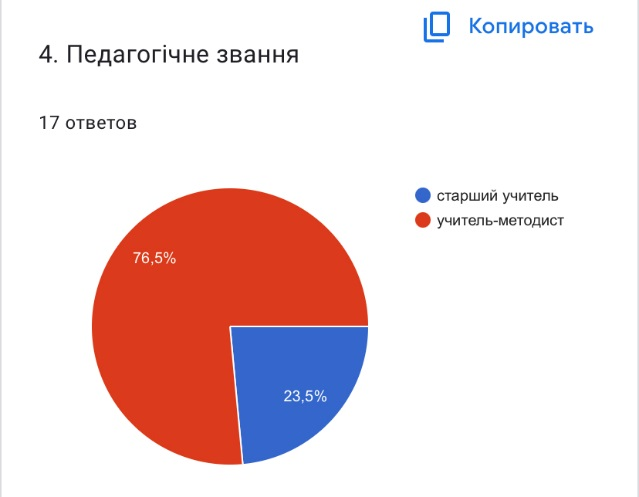 Копировать
4. Педагогічне звання
17 ответов
старший учитель
учитель-методист
76,5%
23,5%